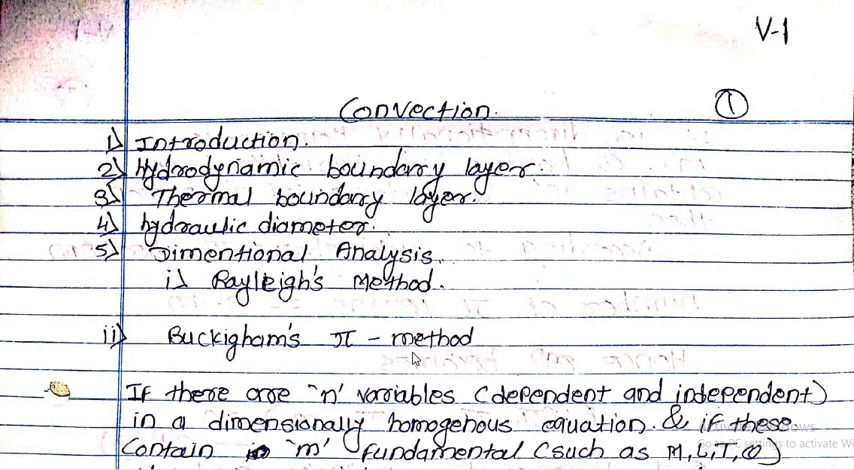 V-1
Convection.
1
1) Introduction.
2) Hydrodynamic boundary layer.
3) Thermal boundary layer.
4) hydraulic diameter.
5) Dimentional Analysis.
i) Rayleigh's Method.
ii) Buckigham's π - method
If there are 'n' variables (dependent and independent)
in a dimensionally homogenous equation. & if these
Contain 'm' fundamental (such as M, L, T, θ)